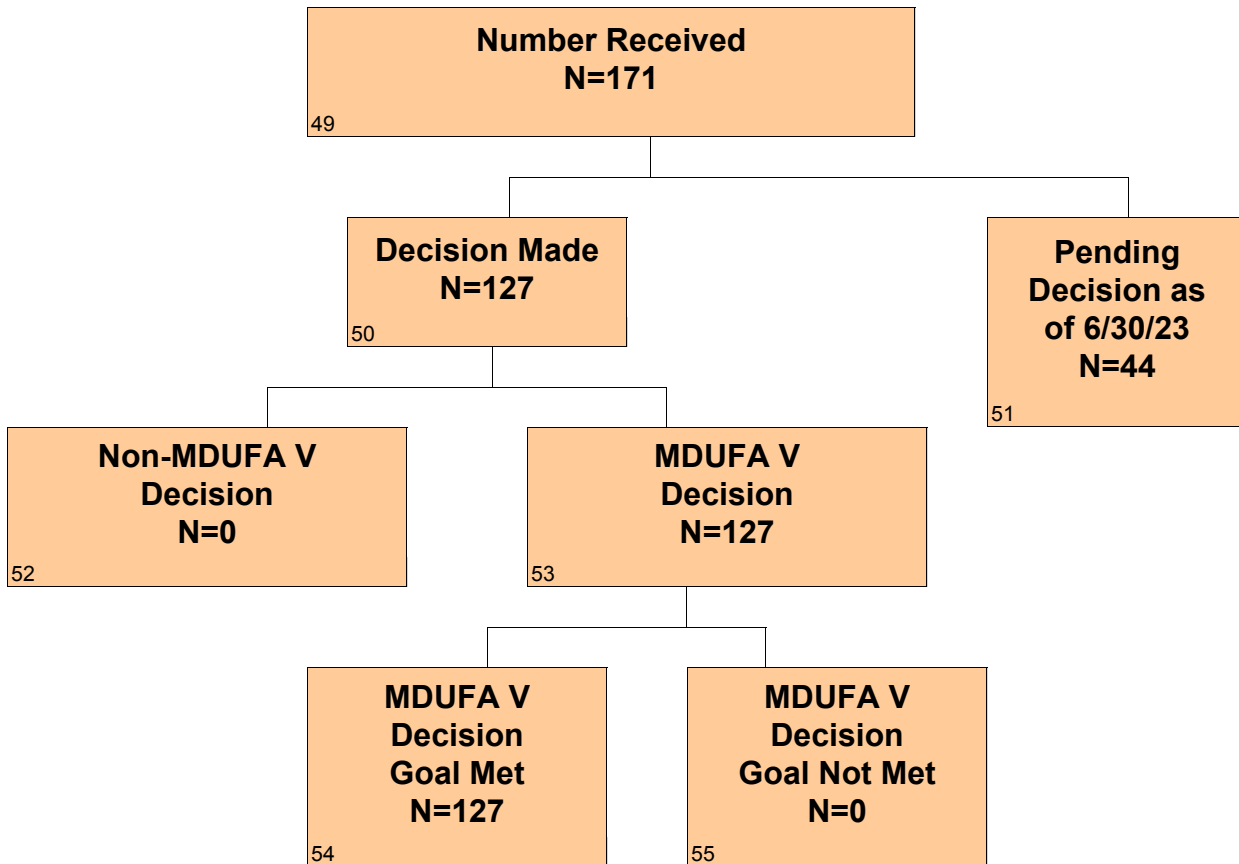 Number Received
N=171
49
Decision Made
N=127
50
Pending
Decision as
of 6/30/23
N=44
51
Non-MDUFA V
Decision
N=0
52
MDUFA V
Decision
N=127
53
MDUFA V
Decision
Goal Met
N=127
54
MDUFA V
Decision
Goal Not Met
N=0
55